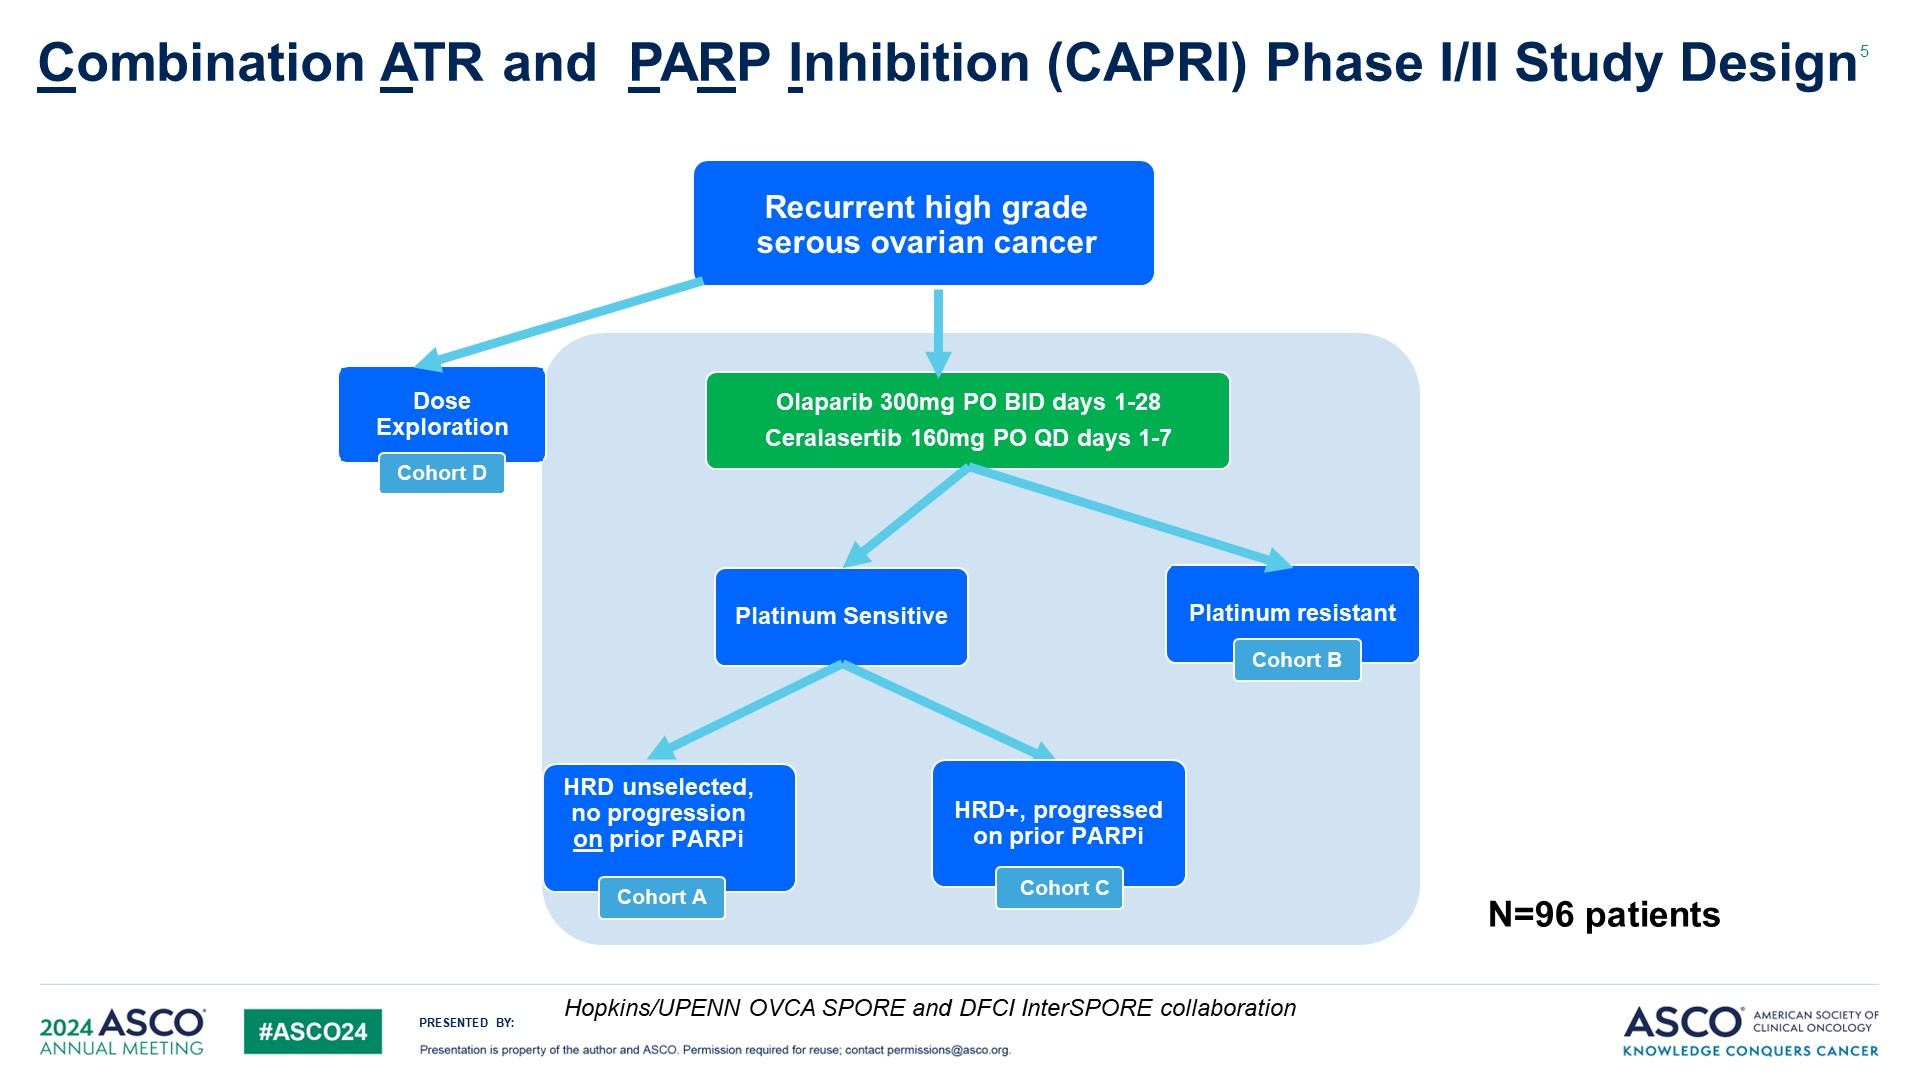 Combination ATR and  PARP Inhibition (CAPRI) Phase I/II Study Design5
Recurrent high grade
serous ovarian cancer
Dose
Exploration
Cohort D
Olaparib 300mg PO BID days 1-28
Ceralasertib 160mg PO QD days 1-7
Platinum Sensitive
Platinum resistant
Cohort B
HRD unselected,
no progression
on prior PARPi
Cohort A
HRD+, progressed
on prior PARPi
Cohort C
N=96 patients
Hopkins/UPENN OVCA SPORE and DFCI InterSPORE collaboration
2024 ASCO
ANNUAL MEETING
#ASCO24
PRESENTED BY:
Presentation is property of the author and ASCO. Permission required for reuse; contact permissions@asco.org.
ASCO AMERICAN SOCIETY OF
CLINICAL ONCOLOGY
KNOWLEDGE CONQUERS CANCER